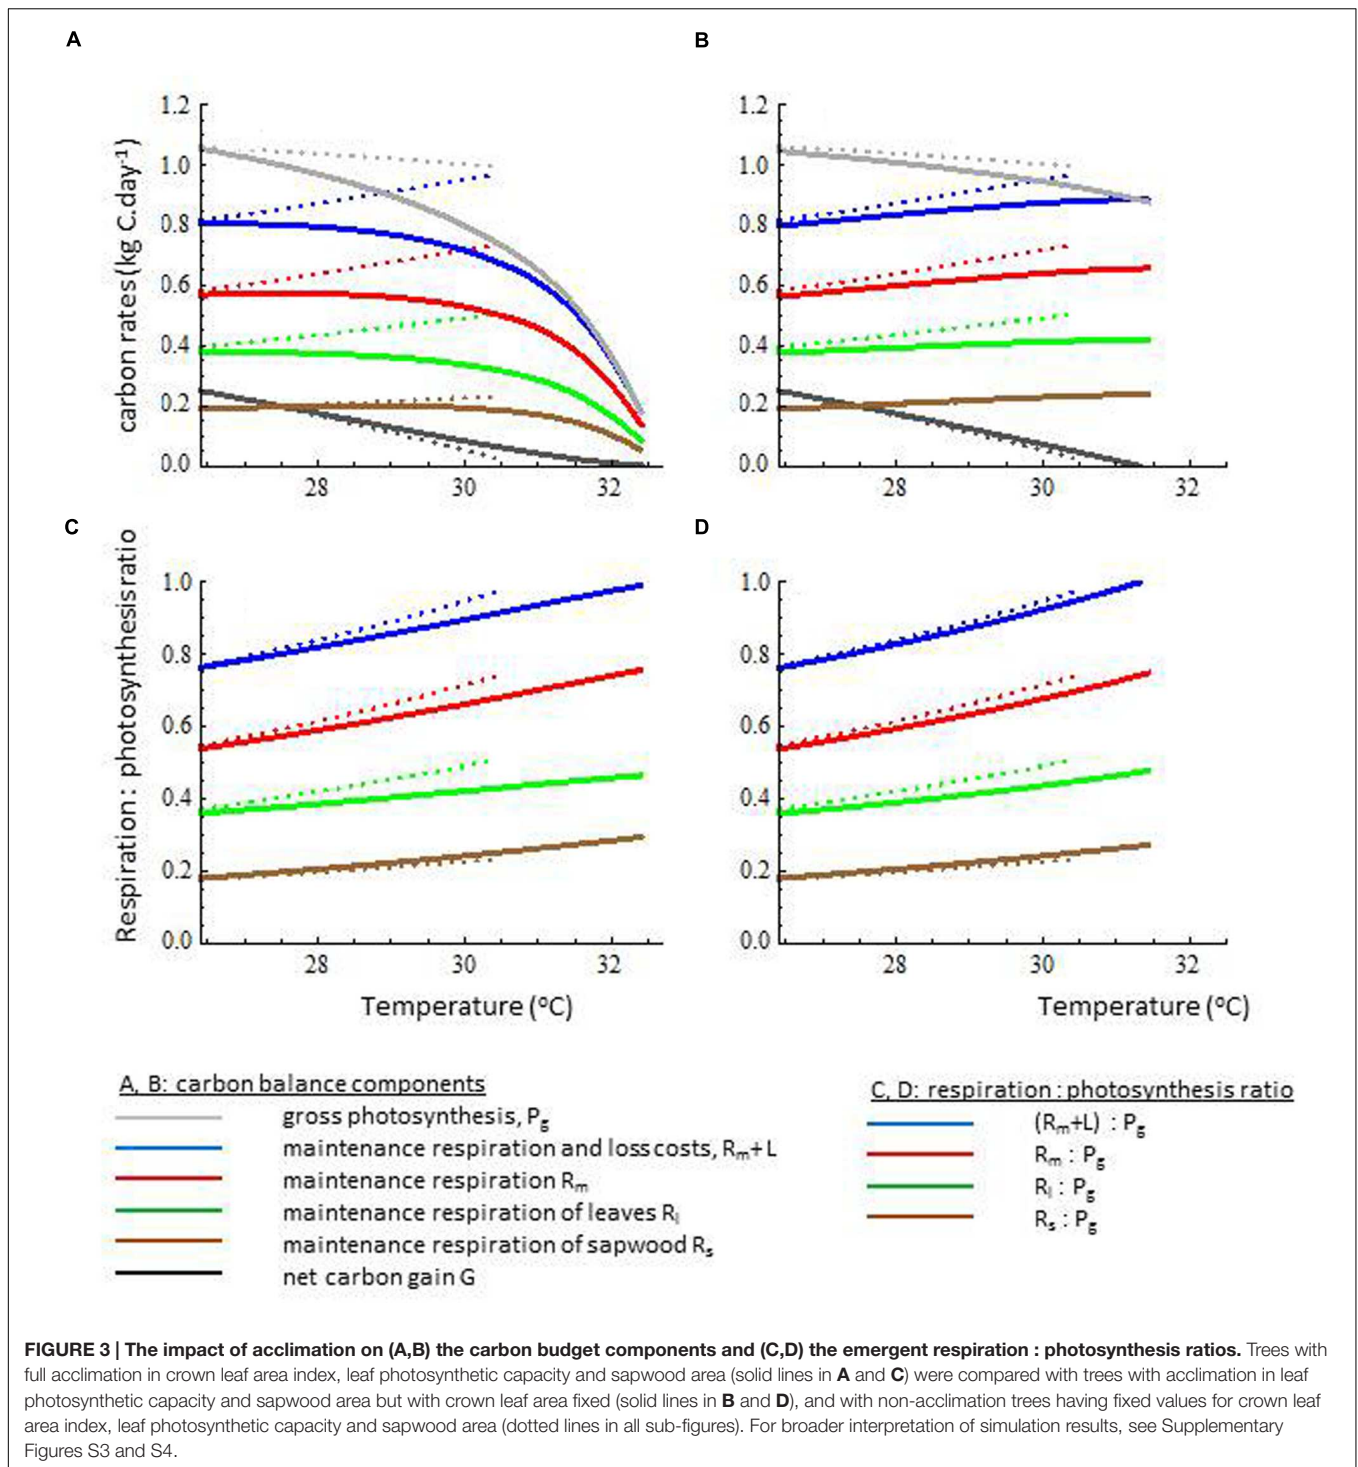 A
B
carbon rates (kg C.day-1)
1.2
1.0
0.8
0.6
0.4
0.2
0.0
28
30
32
1.2
1.0
0.8
0.6
0.4
0.2
0.0
28
30
32
C
D
Respiration : photosynthesis ratio
1.0
0.8
0.6
0.4
0.2
0.0
28
30
32
Temperature (oC)
1.0
0.8
0.6
0.4
0.2
0.0
28
30
32
Temperature (oC)
A, B: carbon balance components
gross photosynthesis, Pg
maintenance respiration and loss costs, Rm+ L
maintenance respiration Rm
maintenance respiration of leaves Rl
maintenance respiration of sapwood Rs
net carbon gain G
C, D: respiration : photosynthesis ratio
(Rm+L) : Pg
Rm : Pg
Rl : Pg
Rs : Pg
FIGURE 3 | The impact of acclimation on (A,B) the carbon budget components and (C,D) the emergent respiration : photosynthesis ratios. Trees with
full acclimation in crown leaf area index, leaf photosynthetic capacity and sapwood area (solid lines in A and C) were compared with trees with acclimation in leaf
photosynthetic capacity and sapwood area but with crown leaf area fixed (solid lines in B and D), and with non-acclimation trees having fixed values for crown leaf
area index, leaf photosynthetic capacity and sapwood area (dotted lines in all sub-figures). For broader interpretation of simulation results, see Supplementary
Figures S3 and S4.